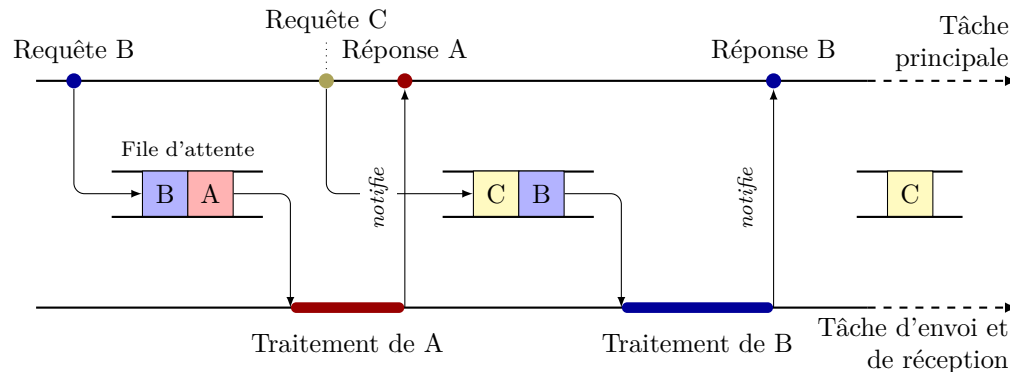 Requête C
Tâche
principale
Requête B
Réponse A
Réponse B
File d'attente
B
A
notifie
C
B
notifie
C
Traitement de A
Traitement de B
Tâche d'envoi et
de réception